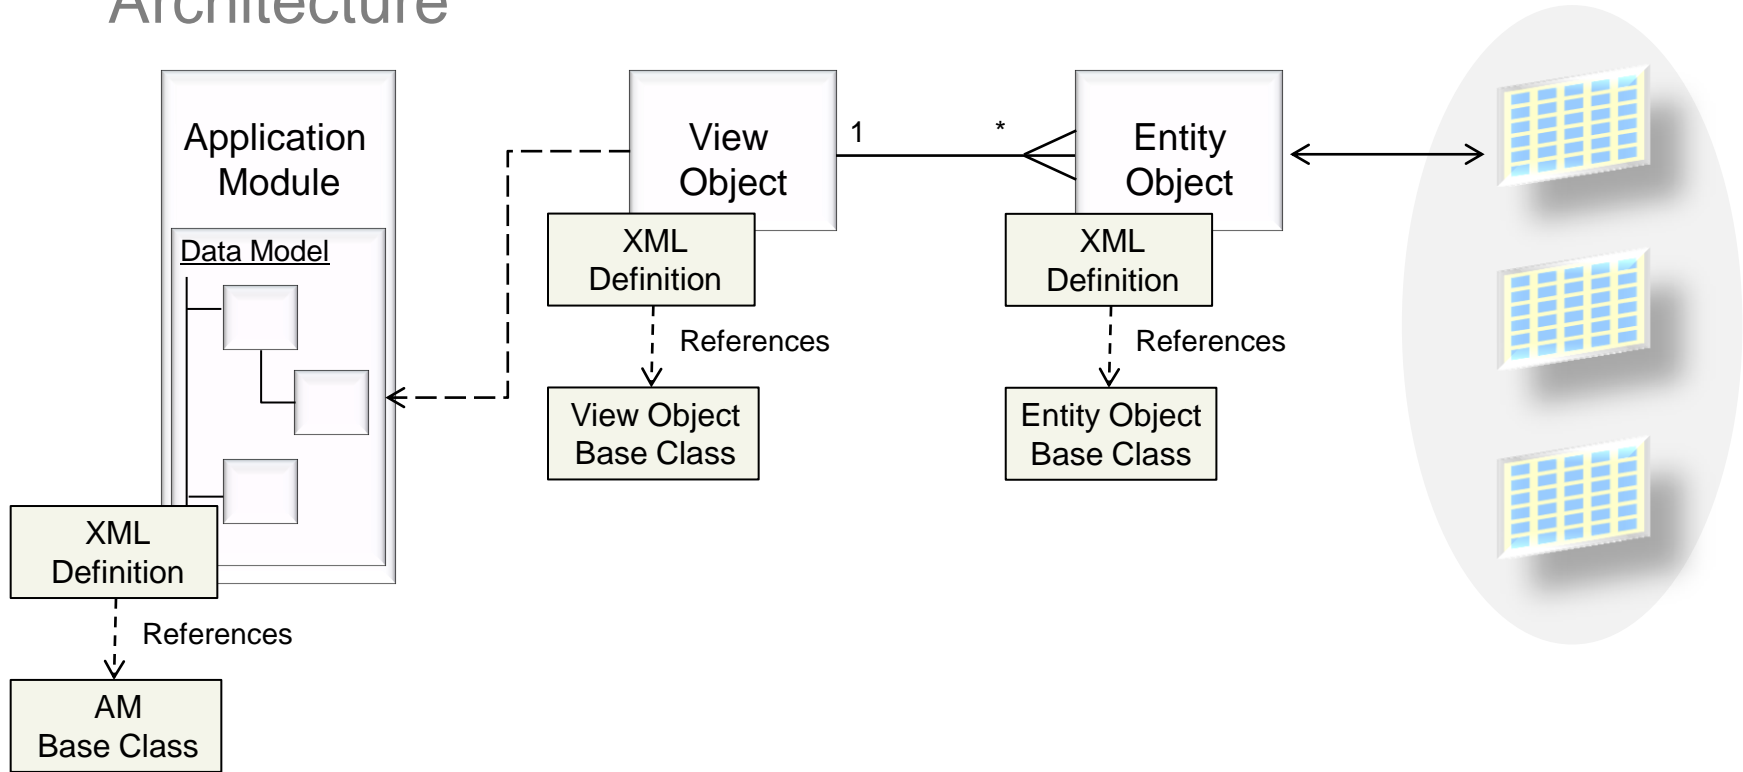 Architecture
Application
Module
Data Model
XML
Definition
References
AM
Base Class
View
Object
1
*
XML
Definition
References
View Object
Base Class
Entity
Object
XML
Definition
References
Entity Object
Base Class